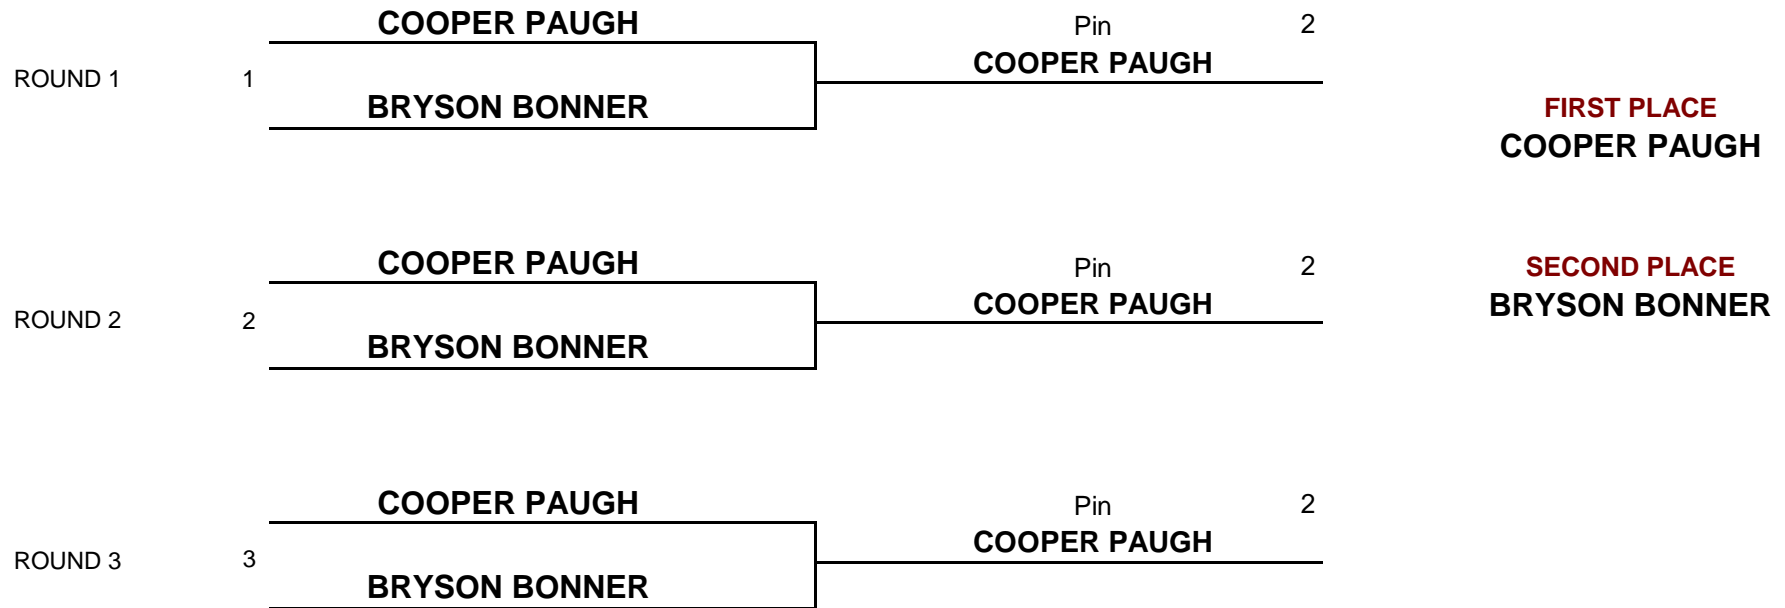 COOPER PAUGH
Pin 2
COOPER PAUGH
ROUND 1 1
BRYSON BONNER
FIRST PLACE
COOPER PAUGH
COOPER PAUGH
Pin 2
SECOND PLACE
COOPER PAUGH
BRYSON BONNER
ROUND 2 2
BRYSON BONNER
COOPER PAUGH
Pin 2
COOPER PAUGH
ROUND 3 3
BRYSON BONNER